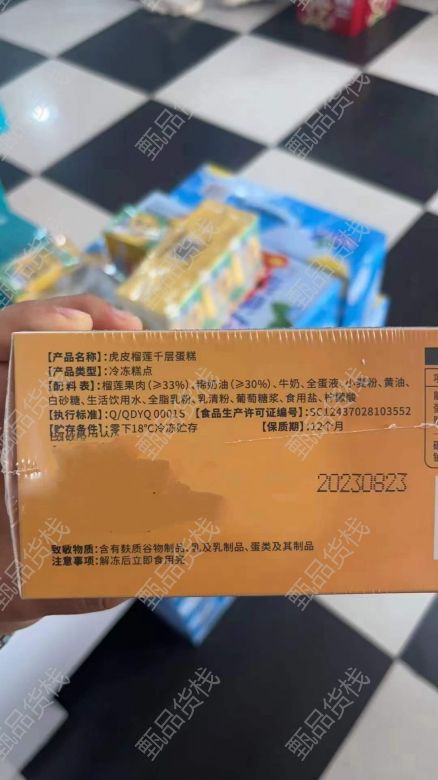 【产品名称】:虎皮榴莲千层蛋糕
【产品类型】:冷冻糕点
【配料表】:榴莲果肉(≥33%)、稀奶油(≥30%)、牛奶、全蛋液、小麦粉、黄油、
白砂糖、生活饮用水、全脂乳粉、乳清粉、葡萄糖浆、食用盐、柠檬酸
【执行标准】:Q/QDYQ 0001S 【食品生产许可证编号】:SC12437028103552
【贮存条件】:零下18℃冷冻贮存 【保质期】:12个月
20230823
致敏物质:含有麸质谷物制品、乳及乳制品、蛋类及其制品
注意事项:解冻后立即食用完
甄品货栈